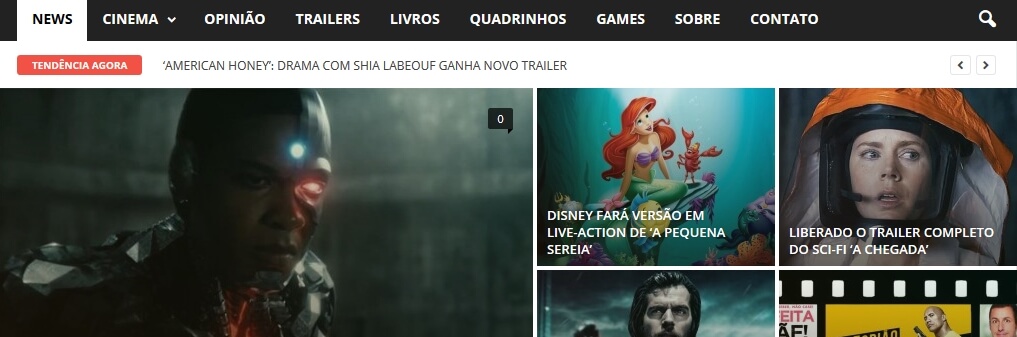 NEWS CINEMA OPINIÃO TRAILERS LIVROS QUADRINHOS GAMES SOBRE CONTATO
TENDÊNCIA AGORA ‘AMERICAN HONEY’: DRAMA COM SHIA LABEOUF GANHA NOVO TRAILER
0
DISNEY FARÁ VERSÃO EM
LIVE-ACTION DE ‘A PEQUENA
SEREIA’
LIBERADO O TRAILER COMPLETO
DO SCI-FI ‘A CHEGADA’